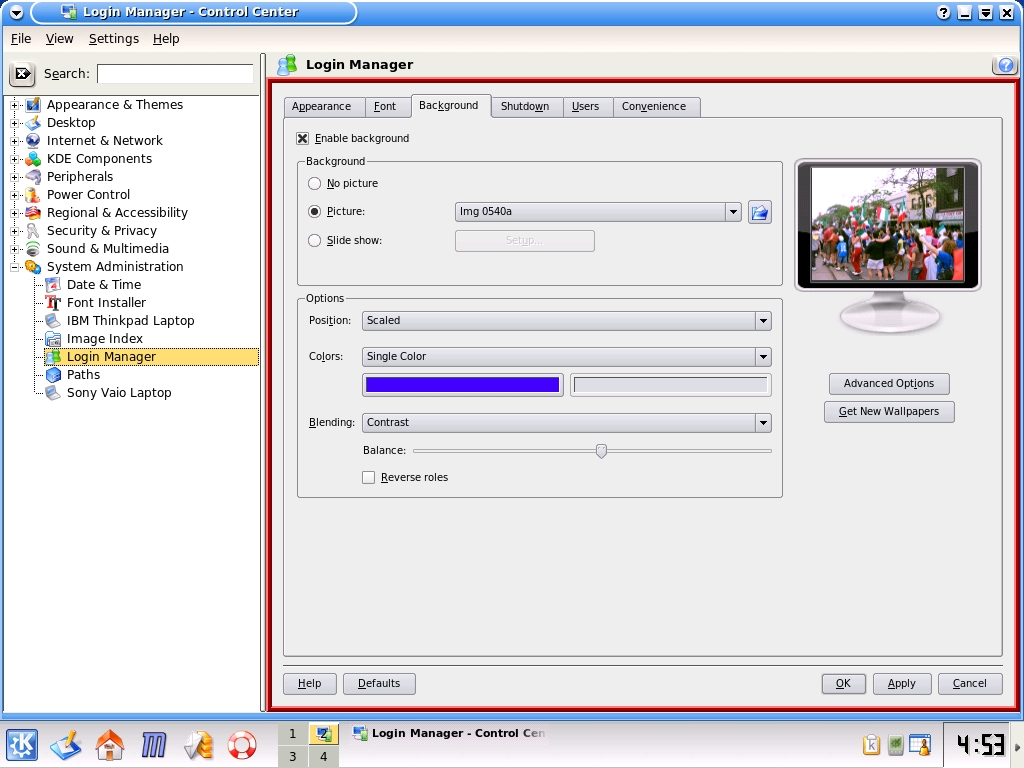 Login Manager - Control Center
File View Settings Help
Search:
Login Manager
Appearance & Themes
Desktop
Internet & Network
KDE Components
Peripherals
Power Control
Regional & Accessibility
Security & Privacy
Sound & Multimedia
System Administration
Date & Time
Font Installer
IBM Thinkpad Laptop
Image Index
Login Manager
Paths
Sony Vaio Laptop
Appearance Font Background Shutdown Users Convenience
Enable background
Background
No picture
Picture: Img 0540a
Slide show: Setup...
Options
Position: Scaled
Colors: Single Color
Blending: Contrast
Balance:
Reverse roles
Advanced Options
Get New Wallpapers
Help Defaults OK Apply Cancel
1 2 Login Manager - Control Cen
3 4
4:53